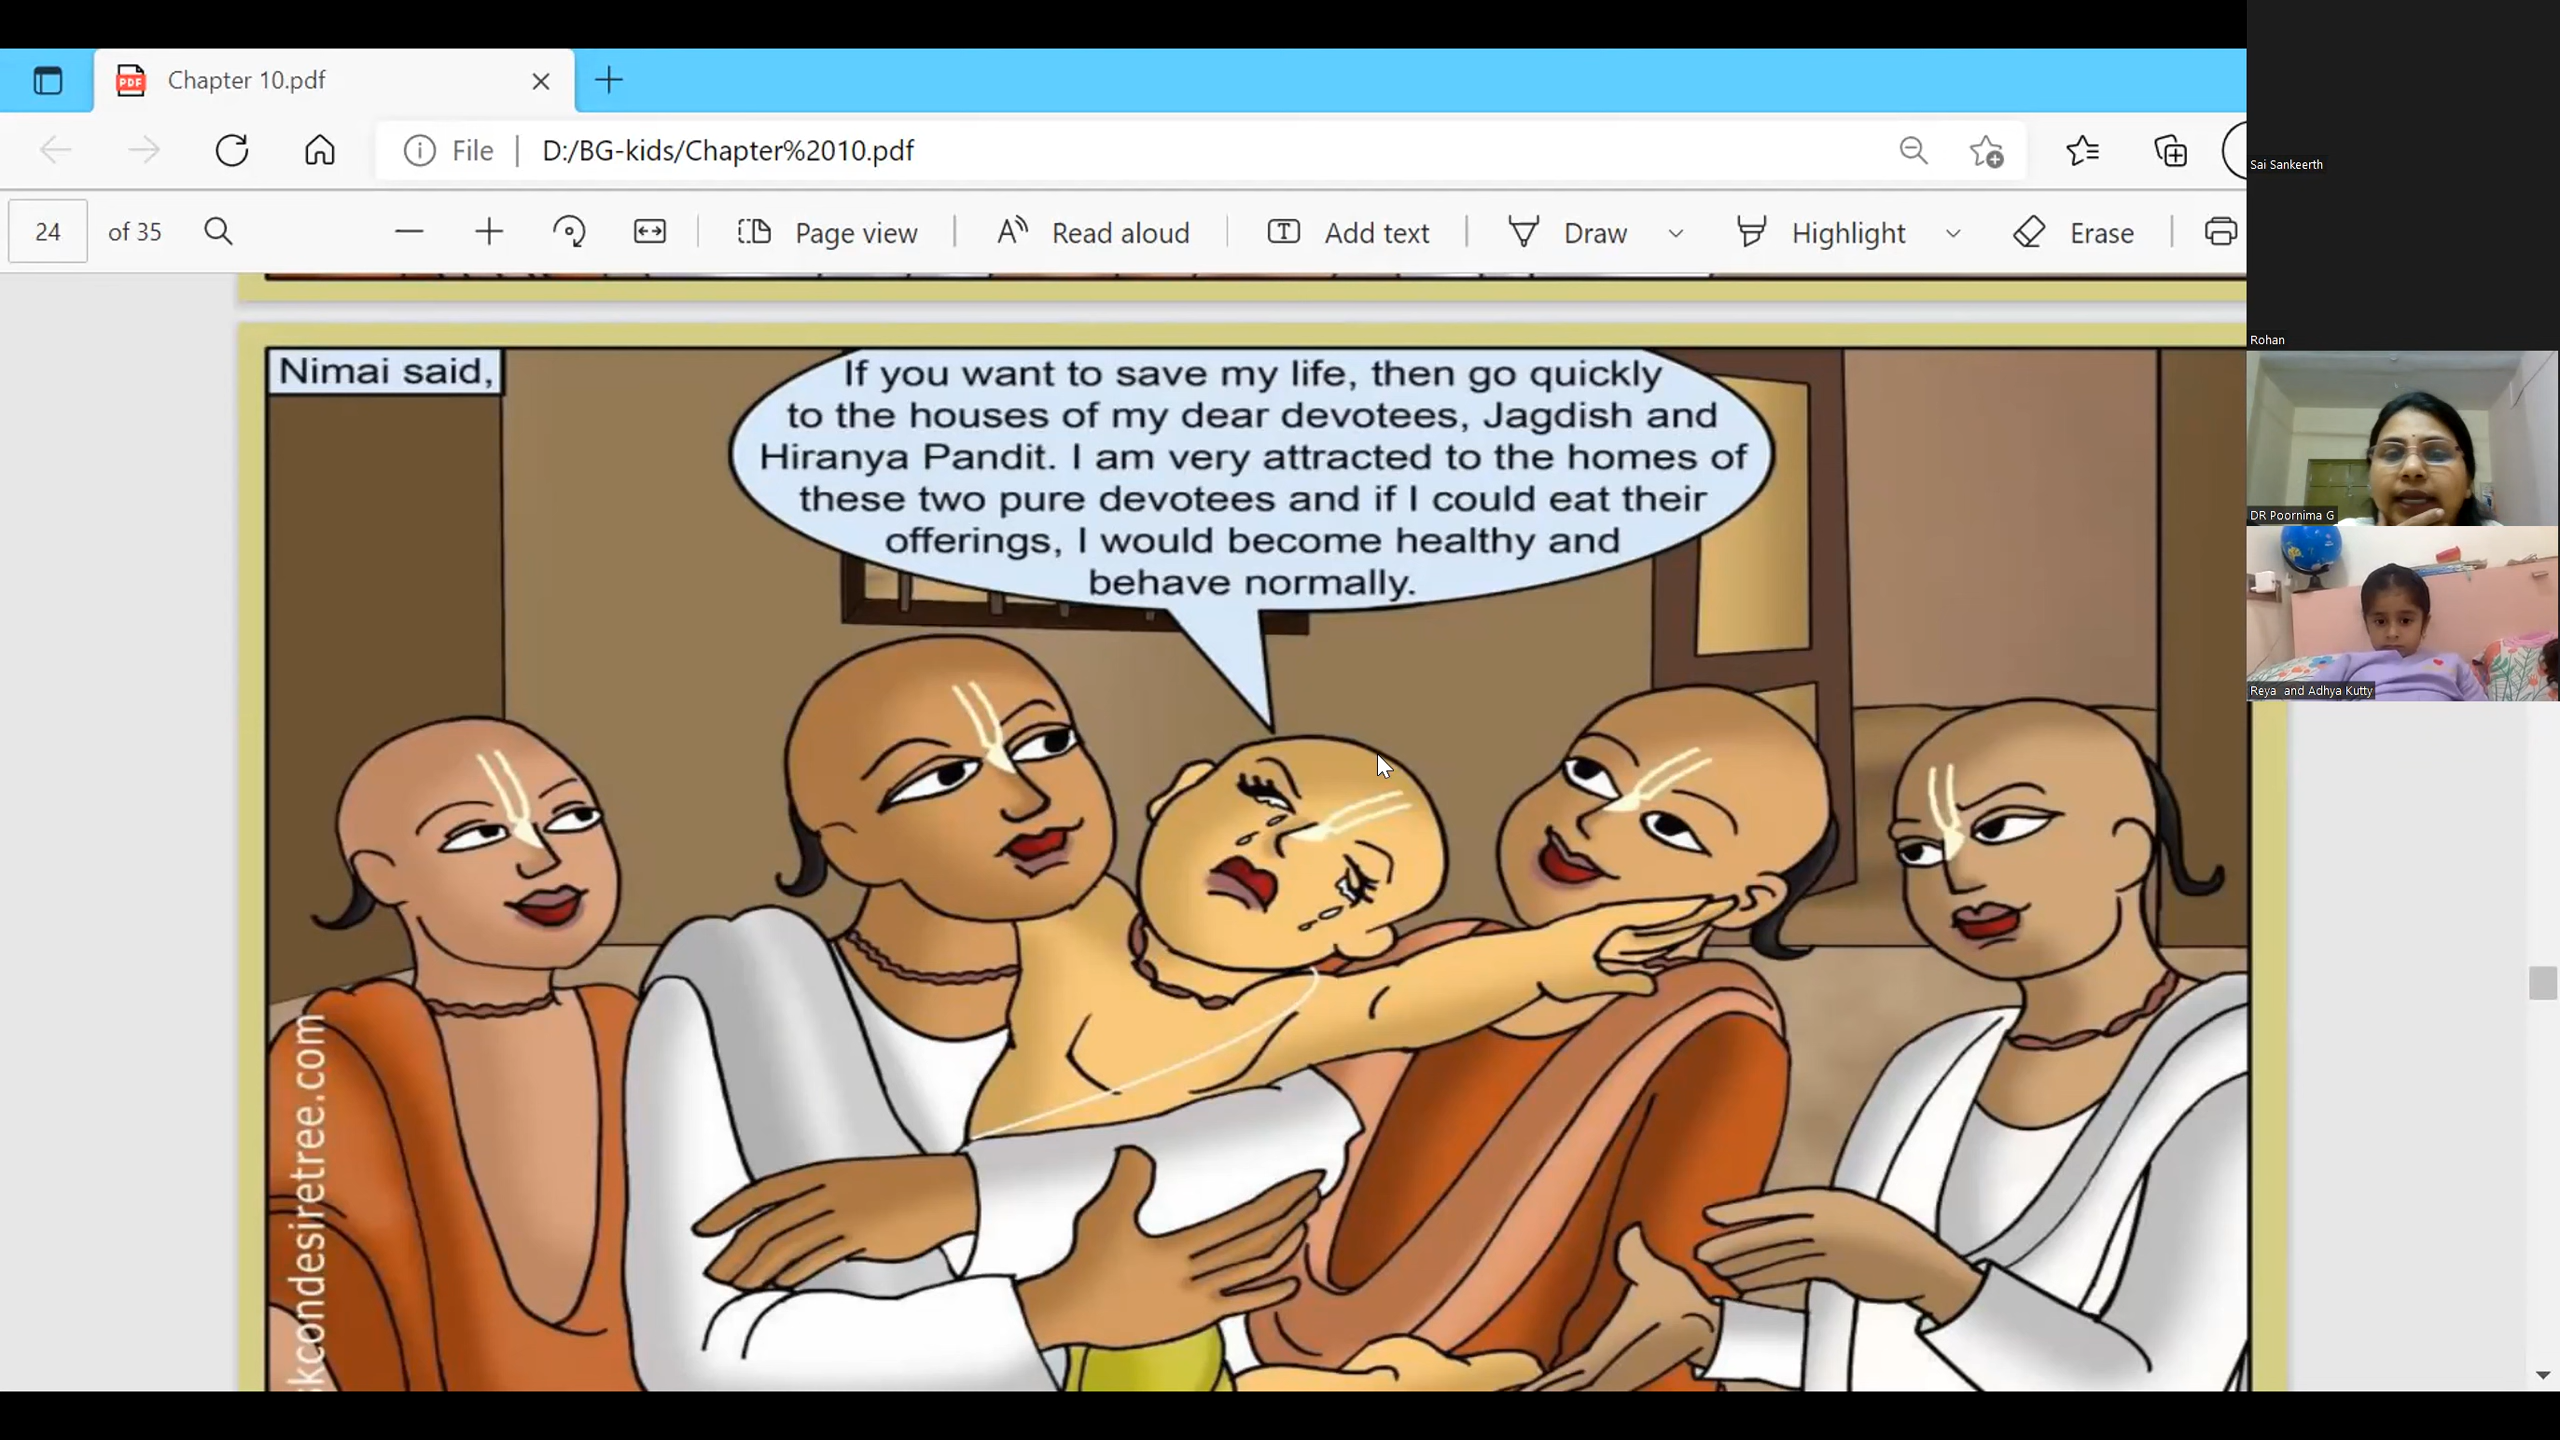 Chapter 10.pdf
File
D:/BG-kids/Chapter%2010.pdf
24 of 35
Page view
Read aloud
Add text
Draw
Highlight
Erase
Sai Sankeerth
Rohan
DR Poornima G
Reya and Adhya Kutty
Nimai said,
If you want to save my life, then go quickly
to the houses of my dear devotees, Jagdish and
Hiranya Pandit. I am very attracted to the homes of
these two pure devotees and if I could eat their
offerings, I would become healthy and
behave normally.
skcondesiretree.com